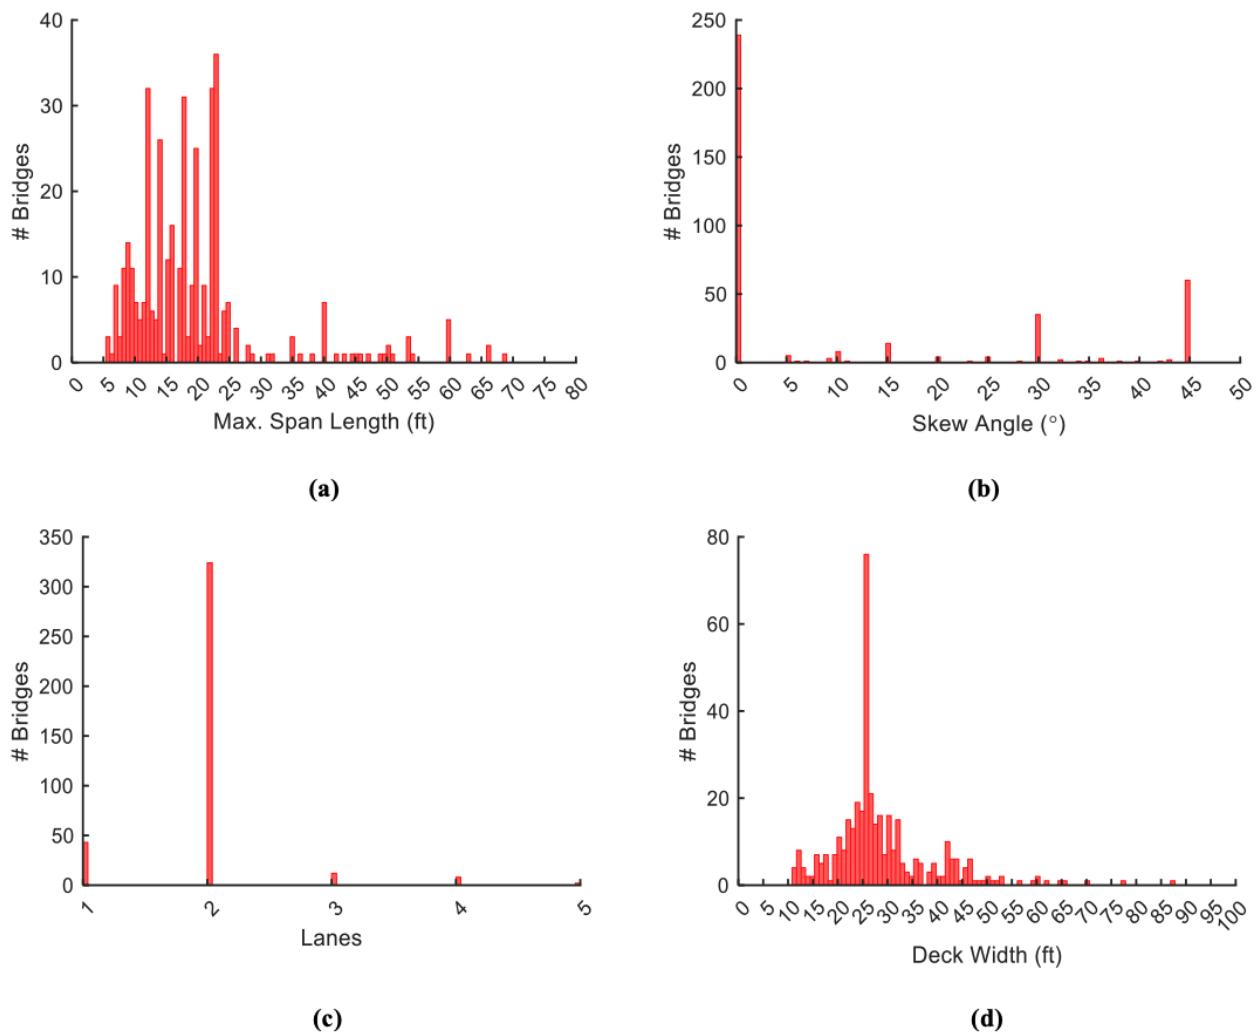 40
30
20
10
0
# Bridges
0 5 10 15 20 25 30 35 40 45 50 55 60 65 70 75 80
Max. Span Length (ft)
(a)
250
200
150
100
50
0
# Bridges
0 5 10 15 20 25 30 35 40 45 50
Skew Angle (°)
(b)
350
300
250
200
150
100
50
0
# Bridges
1 2 3 4 5
Lanes
(c)
80
60
40
20
0
# Bridges
0 5 10 15 20 25 30 35 40 45 50 55 60 65 70 75 80 85 90 95 100
Deck Width (ft)
(d)